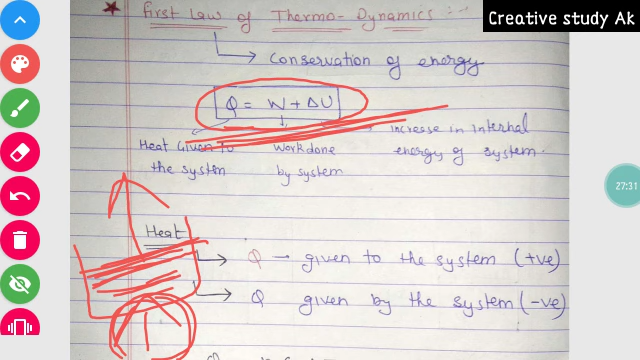 Creative study Ak
First Law of Thermo-Dynamics :-
Conservation of energy
Q = W + ΔU
Heat Given To the system
Work done by system
increase in internal energy of system.
27:31
Heat
Q → given to the system (+ve)
Q given by the system (-ve)